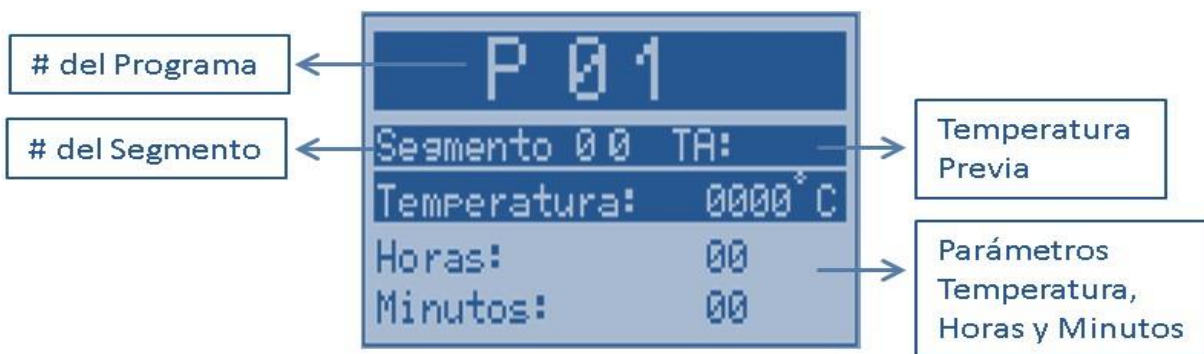 # del Programa
P 01
# del Segmento
Segmento 00 TA:
Temperatura
Previa
Temperatura: 0000°C
Horas: 00
Minutos: 00
Parámetros
Temperatura,
Horas y Minutos